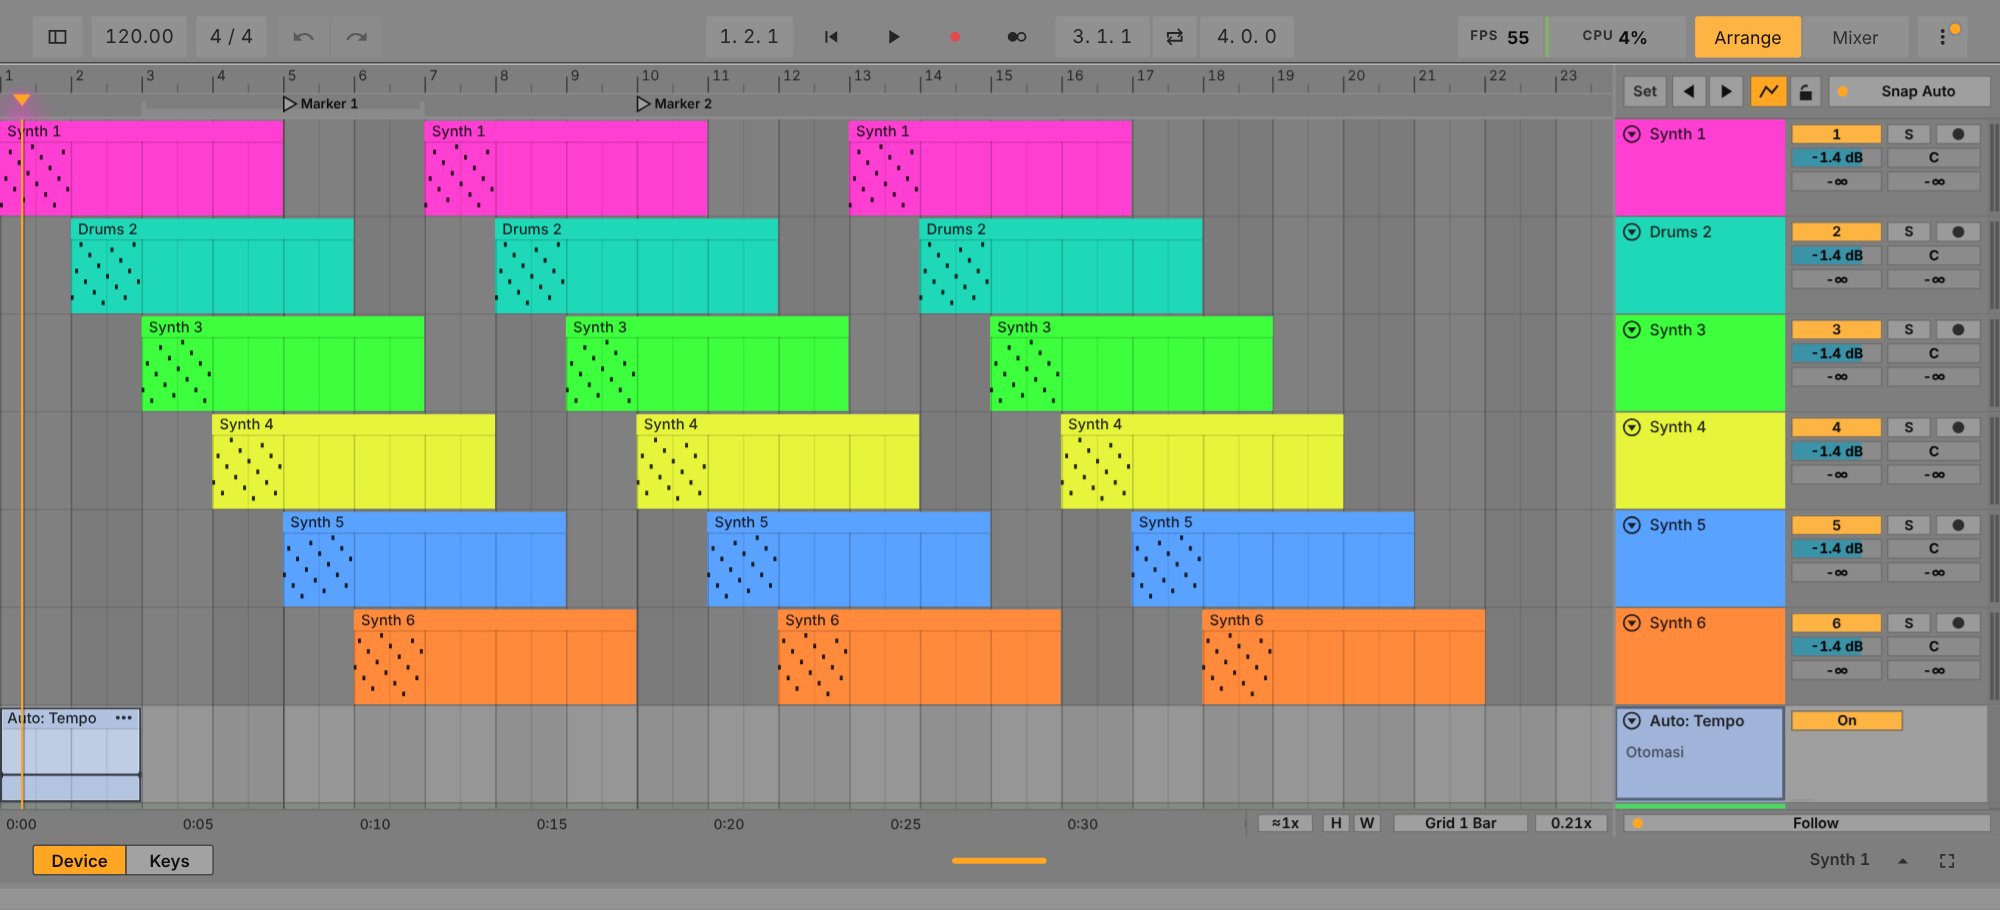 120.00
4 / 4
1. 2. 1
3. 1. 1
4. 0. 0
FPS 55
CPU 4%
Arrange
Mixer
1 2 3 4 5 6 7 8 9 10 11 12 13 14 15 16 17 18 19 20 21 22 23
Set
Snap Auto
Marker 1
Marker 2
Synth 1 Synth 1 Synth 1
Synth 1
1 S
-1.4 dB C
-∞ -∞
Drums 2 Drums 2 Drums 2
Drums 2
2 S
-1.4 dB C
-∞ -∞
Synth 3 Synth 3 Synth 3
Synth 3
3 S
-1.4 dB C
-∞ -∞
Synth 4 Synth 4 Synth 4
Synth 4
4 S
-1.4 dB C
-∞ -∞
Synth 5 Synth 5 Synth 5
Synth 5
5 S
-1.4 dB C
-∞ -∞
Synth 6 Synth 6 Synth 6
Synth 6
6 S
-1.4 dB C
-∞ -∞
Auto: Tempo
Auto: Tempo
On
Otomasi
0:00 0:05 0:10 0:15 0:20 0:25 0:30
≈1x
H
W
Grid 1 Bar
0.21x
Follow
Device
Keys
Synth 1